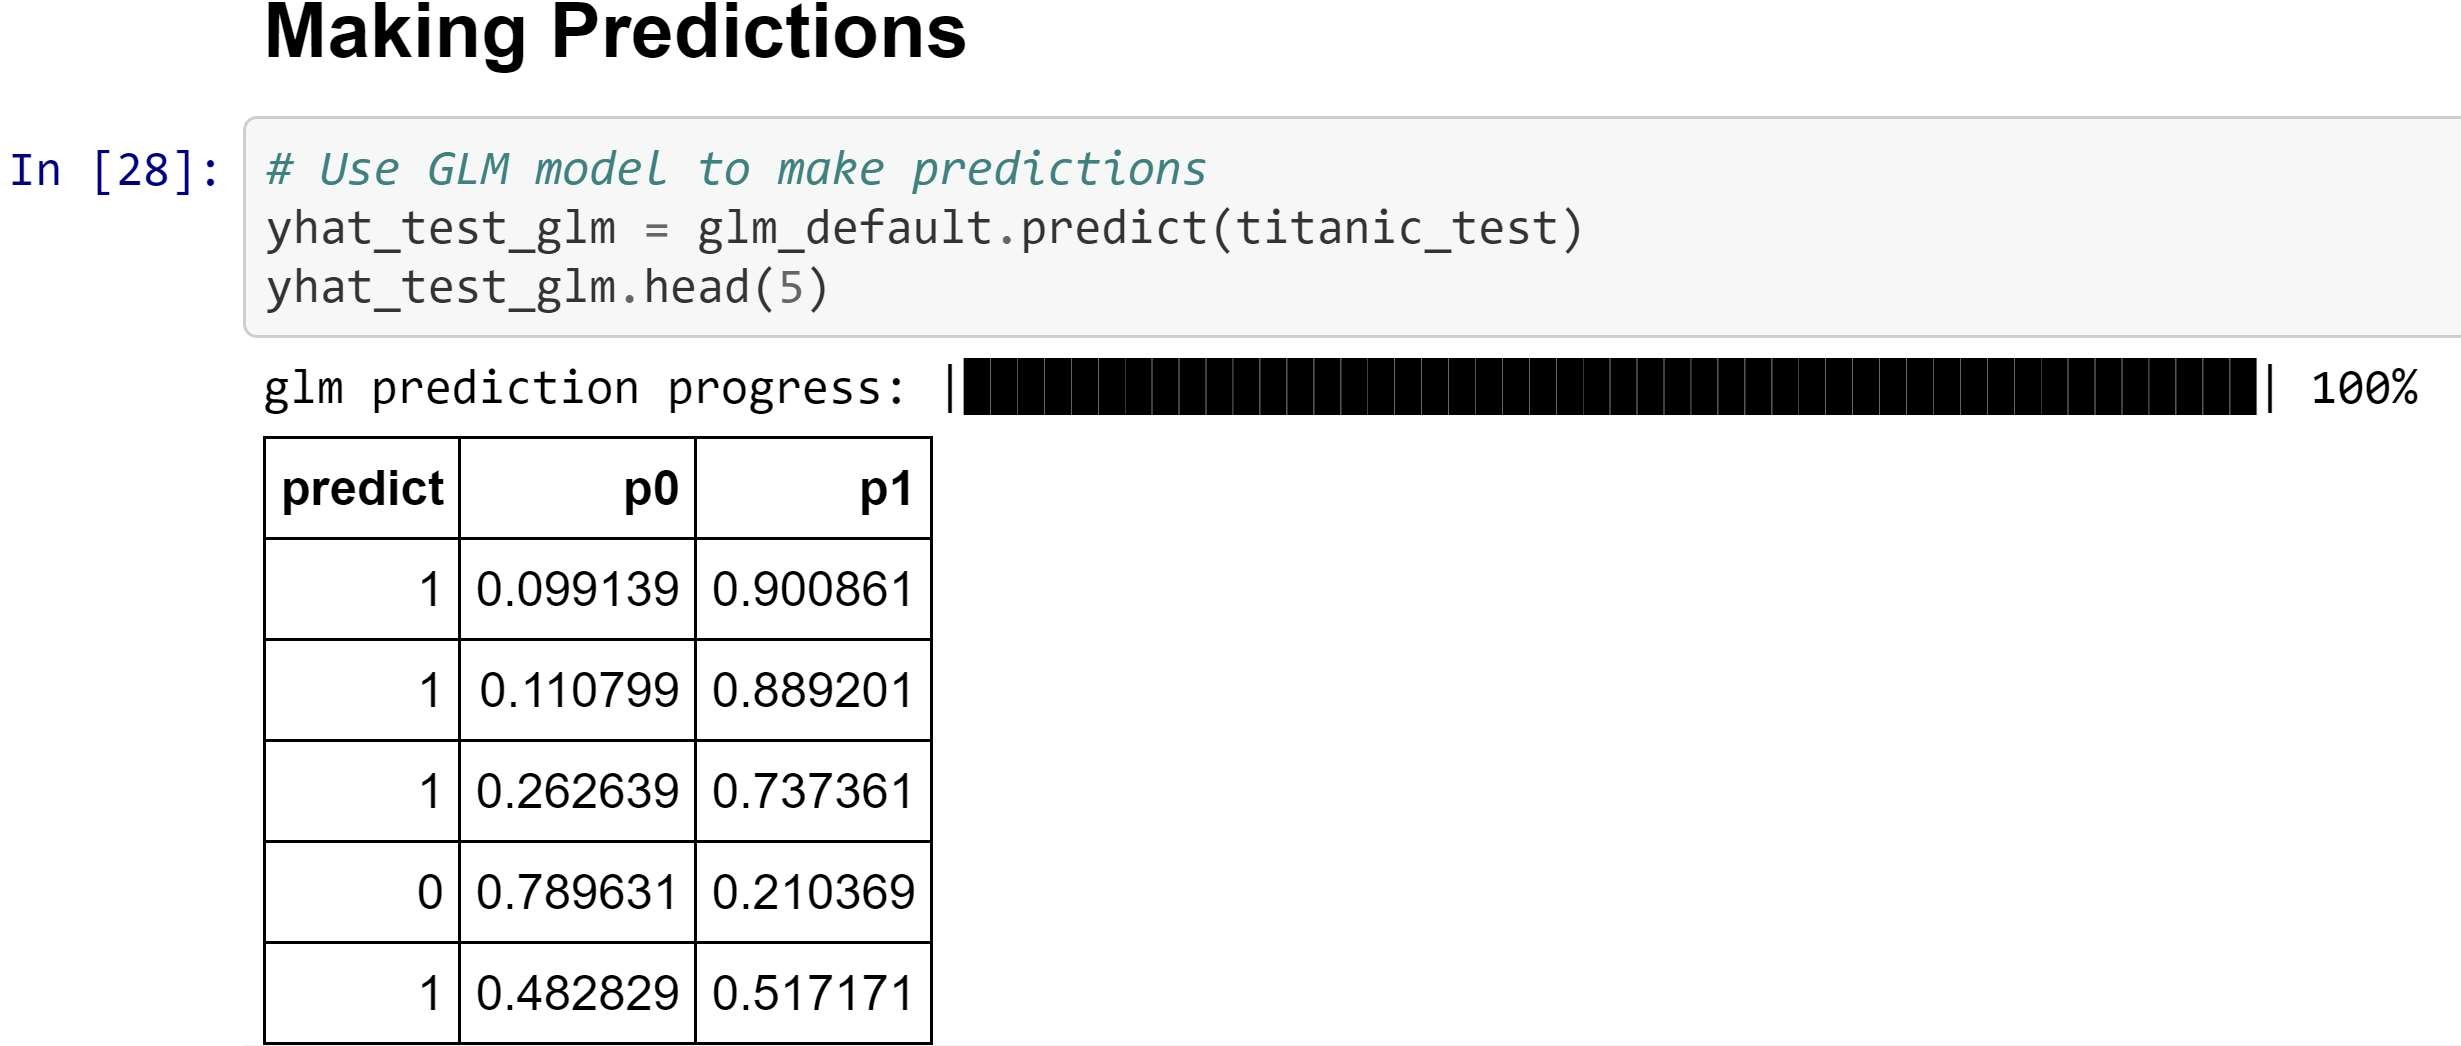 Making Predictions
In [28]:
# Use GLM model to make predictions
yhat_test_glm = glm_default.predict(titanic_test)
yhat_test_glm.head(5)
glm prediction progress: |████████████████████████████████████████████████| 100%
predict p0 p1
1 0.099139 0.900861
1 0.110799 0.889201
1 0.262639 0.737361
0 0.789631 0.210369
1 0.482829 0.517171